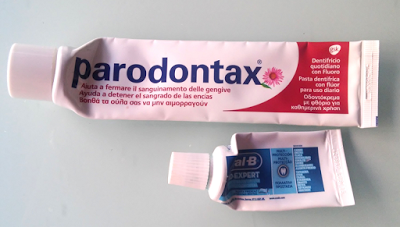 parodontax®
Aiuta a fermare il sanguinamento delle gengive
Ayuda a detener el sangrado de las encías
Βοηθά τα ούλα σας να μην αιμορραγούν
Dentifricio
quotidiano
con Fluoro
Pasta dentífrica
con flúor
para uso diario
Οδοντόκρεμα
με φθόριο για
καθημερινή χρήση
al-B
EXPERT